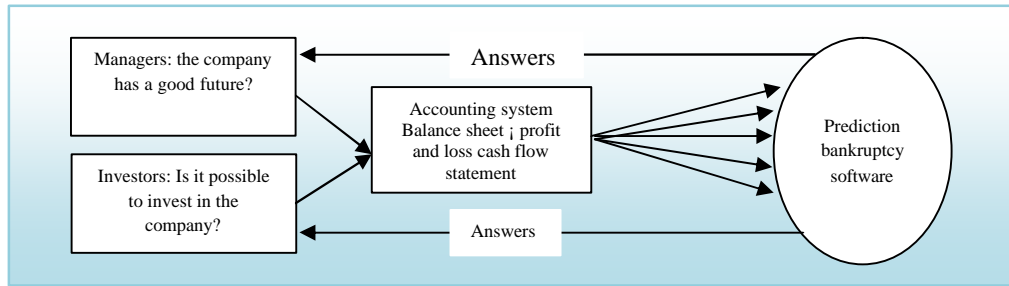 Managers: the company
has a good future?
Answers
Accounting system
Balance sheet ¡ profit
and loss cash flow
statement
Prediction
bankruptcy
software
Investors: Is it possible
to invest in the
company?
Answers